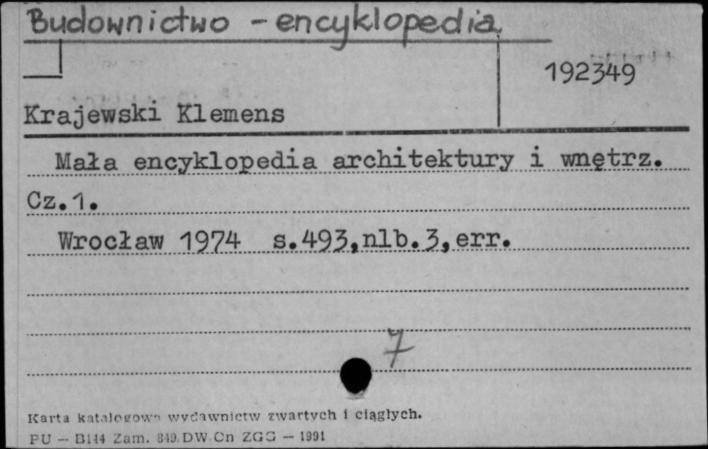 Budownictwo - encyklopedia
192349
Krajewski Klemens
Mała encyklopedia architektury i wnętrz.
Cz.1.
Wrocław 1974 s.493,nlb.3,err.
7
Karta katalogowa wydawnictw zwartych i ciągłych.
PU — B144 Zam. 849 DW Cn ZGG — 1991